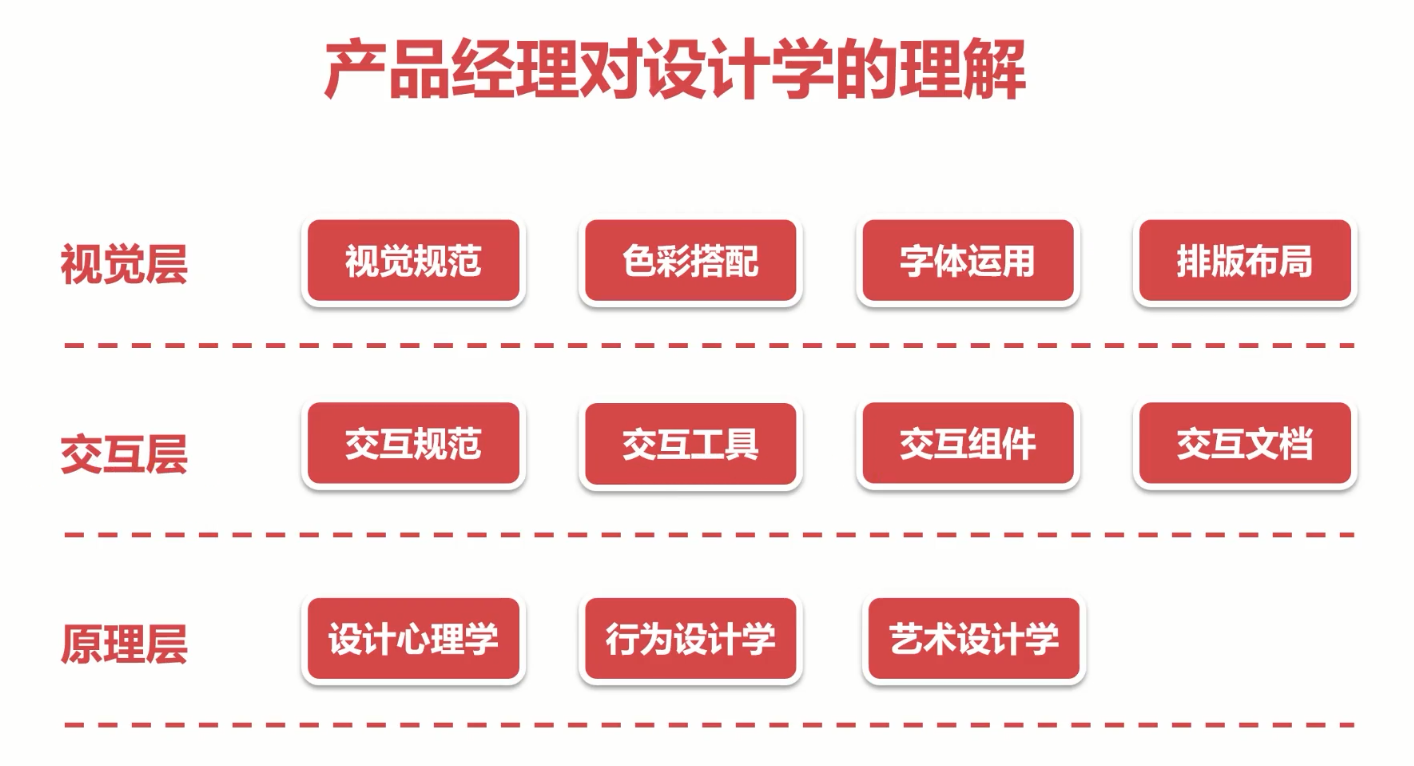 产品经理对设计学的理解
视觉层 视觉规范 色彩搭配 字体运用 排版布局
交互层 交互规范 交互工具 交互组件 交互文档
原理层 设计心理学 行为设计学 艺术设计学